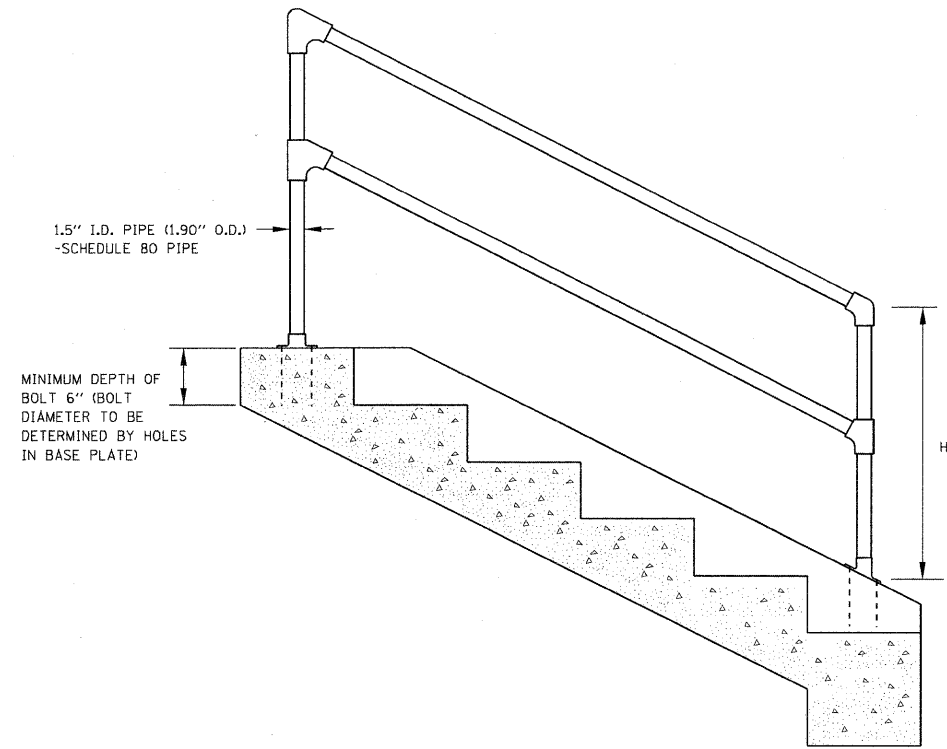 1.5" I.D. PIPE (1.90" O.D.)
-SCHEDULE 80 PIPE
MINIMUM DEPTH OF
BOLT 6" (BOLT
DIAMETER TO BE
DETERMINED BY HOLES
IN BASE PLATE)
H